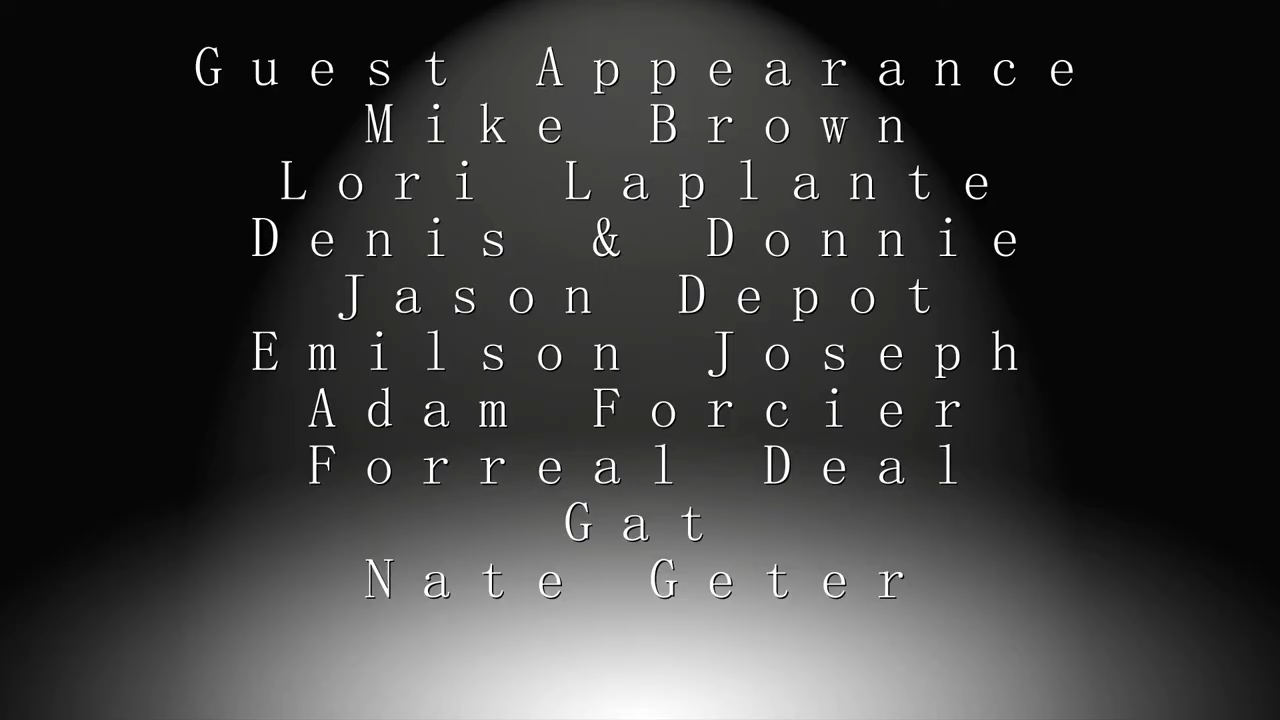 Guest Appearance
Mike Brown
Lori Laplante
Denis & Donnie
Jason Depot
Emilson Joseph
Adam Forcier
Forreal Deal
Gat
Nate Geter